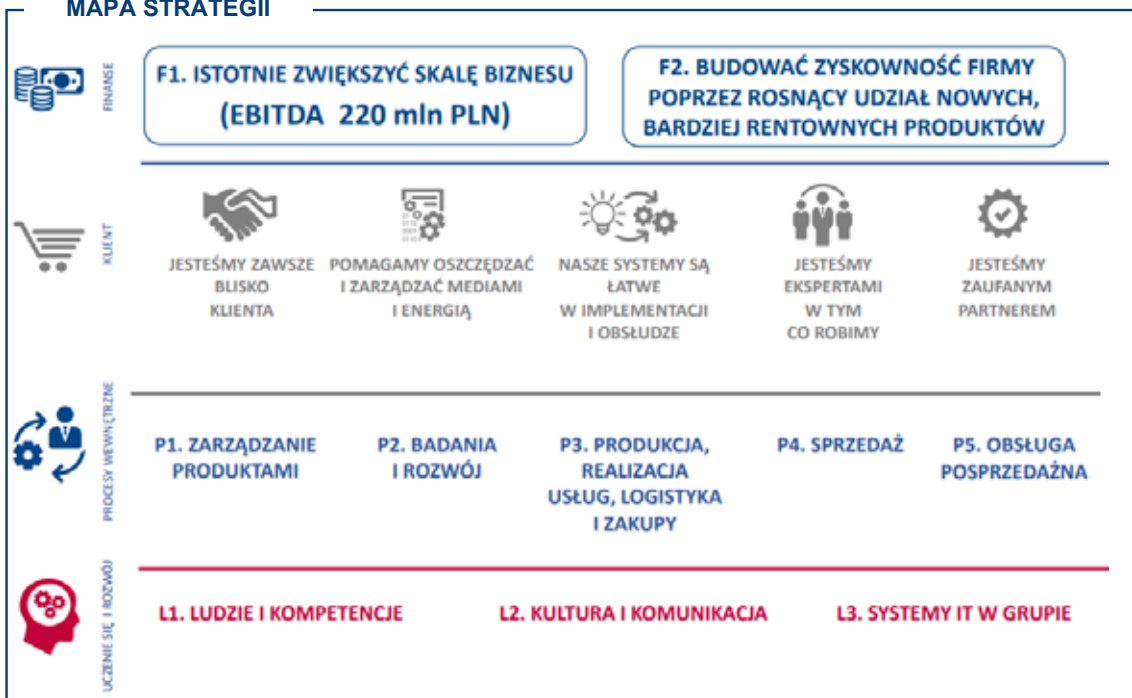 MAPA STRATEGII
FINANSE
F1. ISTOTNIE ZWIĘKSZYĆ SKALĘ BIZNESU
(EBITDA 220 mln PLN)
F2. BUDOWAĆ ZYSKOWNOŚĆ FIRMY
POPRZEZ ROSNĄCY UDZIAŁ NOWYCH,
BARDZIEJ RENTOWNYCH PRODUKTÓW
KLIENT
JESTEŚMY ZAWSZE
BLISKO
KLIENTA
POMAGAMY OSZCZĘDZAĆ
I ZARZĄDZAĆ MEDIAMI
I ENERGIĄ
NASZE SYSTEMY SĄ
ŁATWE
W IMPLEMENTACJI
I OBSŁUDZE
JESTEŚMY
EKSPERTAMI
W TYM
CO ROBIMY
JESTEŚMY
ZAUFANYM
PARTNEREM
PROCESY WEWNĘTRZNE
P1. ZARZĄDZANIE
PRODUKTAMI
P2. BADANIA
I ROZWÓJ
P3. PRODUKCJA,
REALIZACJA
USŁUG, LOGISTYKA
I ZAKUPY
P4. SPRZEDAŻ
P5. OBSŁUGA
POSPRZEDAŻNA
UCZENIE SIĘ I ROZWÓJ
L1. LUDZIE I KOMPETENCJE
L2. KULTURA I KOMUNIKACJA
L3. SYSTEMY IT W GRUPIE